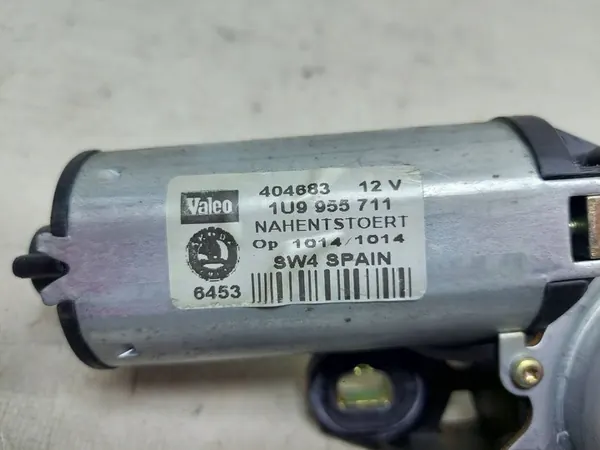 Valeo 404683 12 V
1U9 955 711
NAHENTSTOERT
Op 1014/1014
SW4 SPAIN
6453